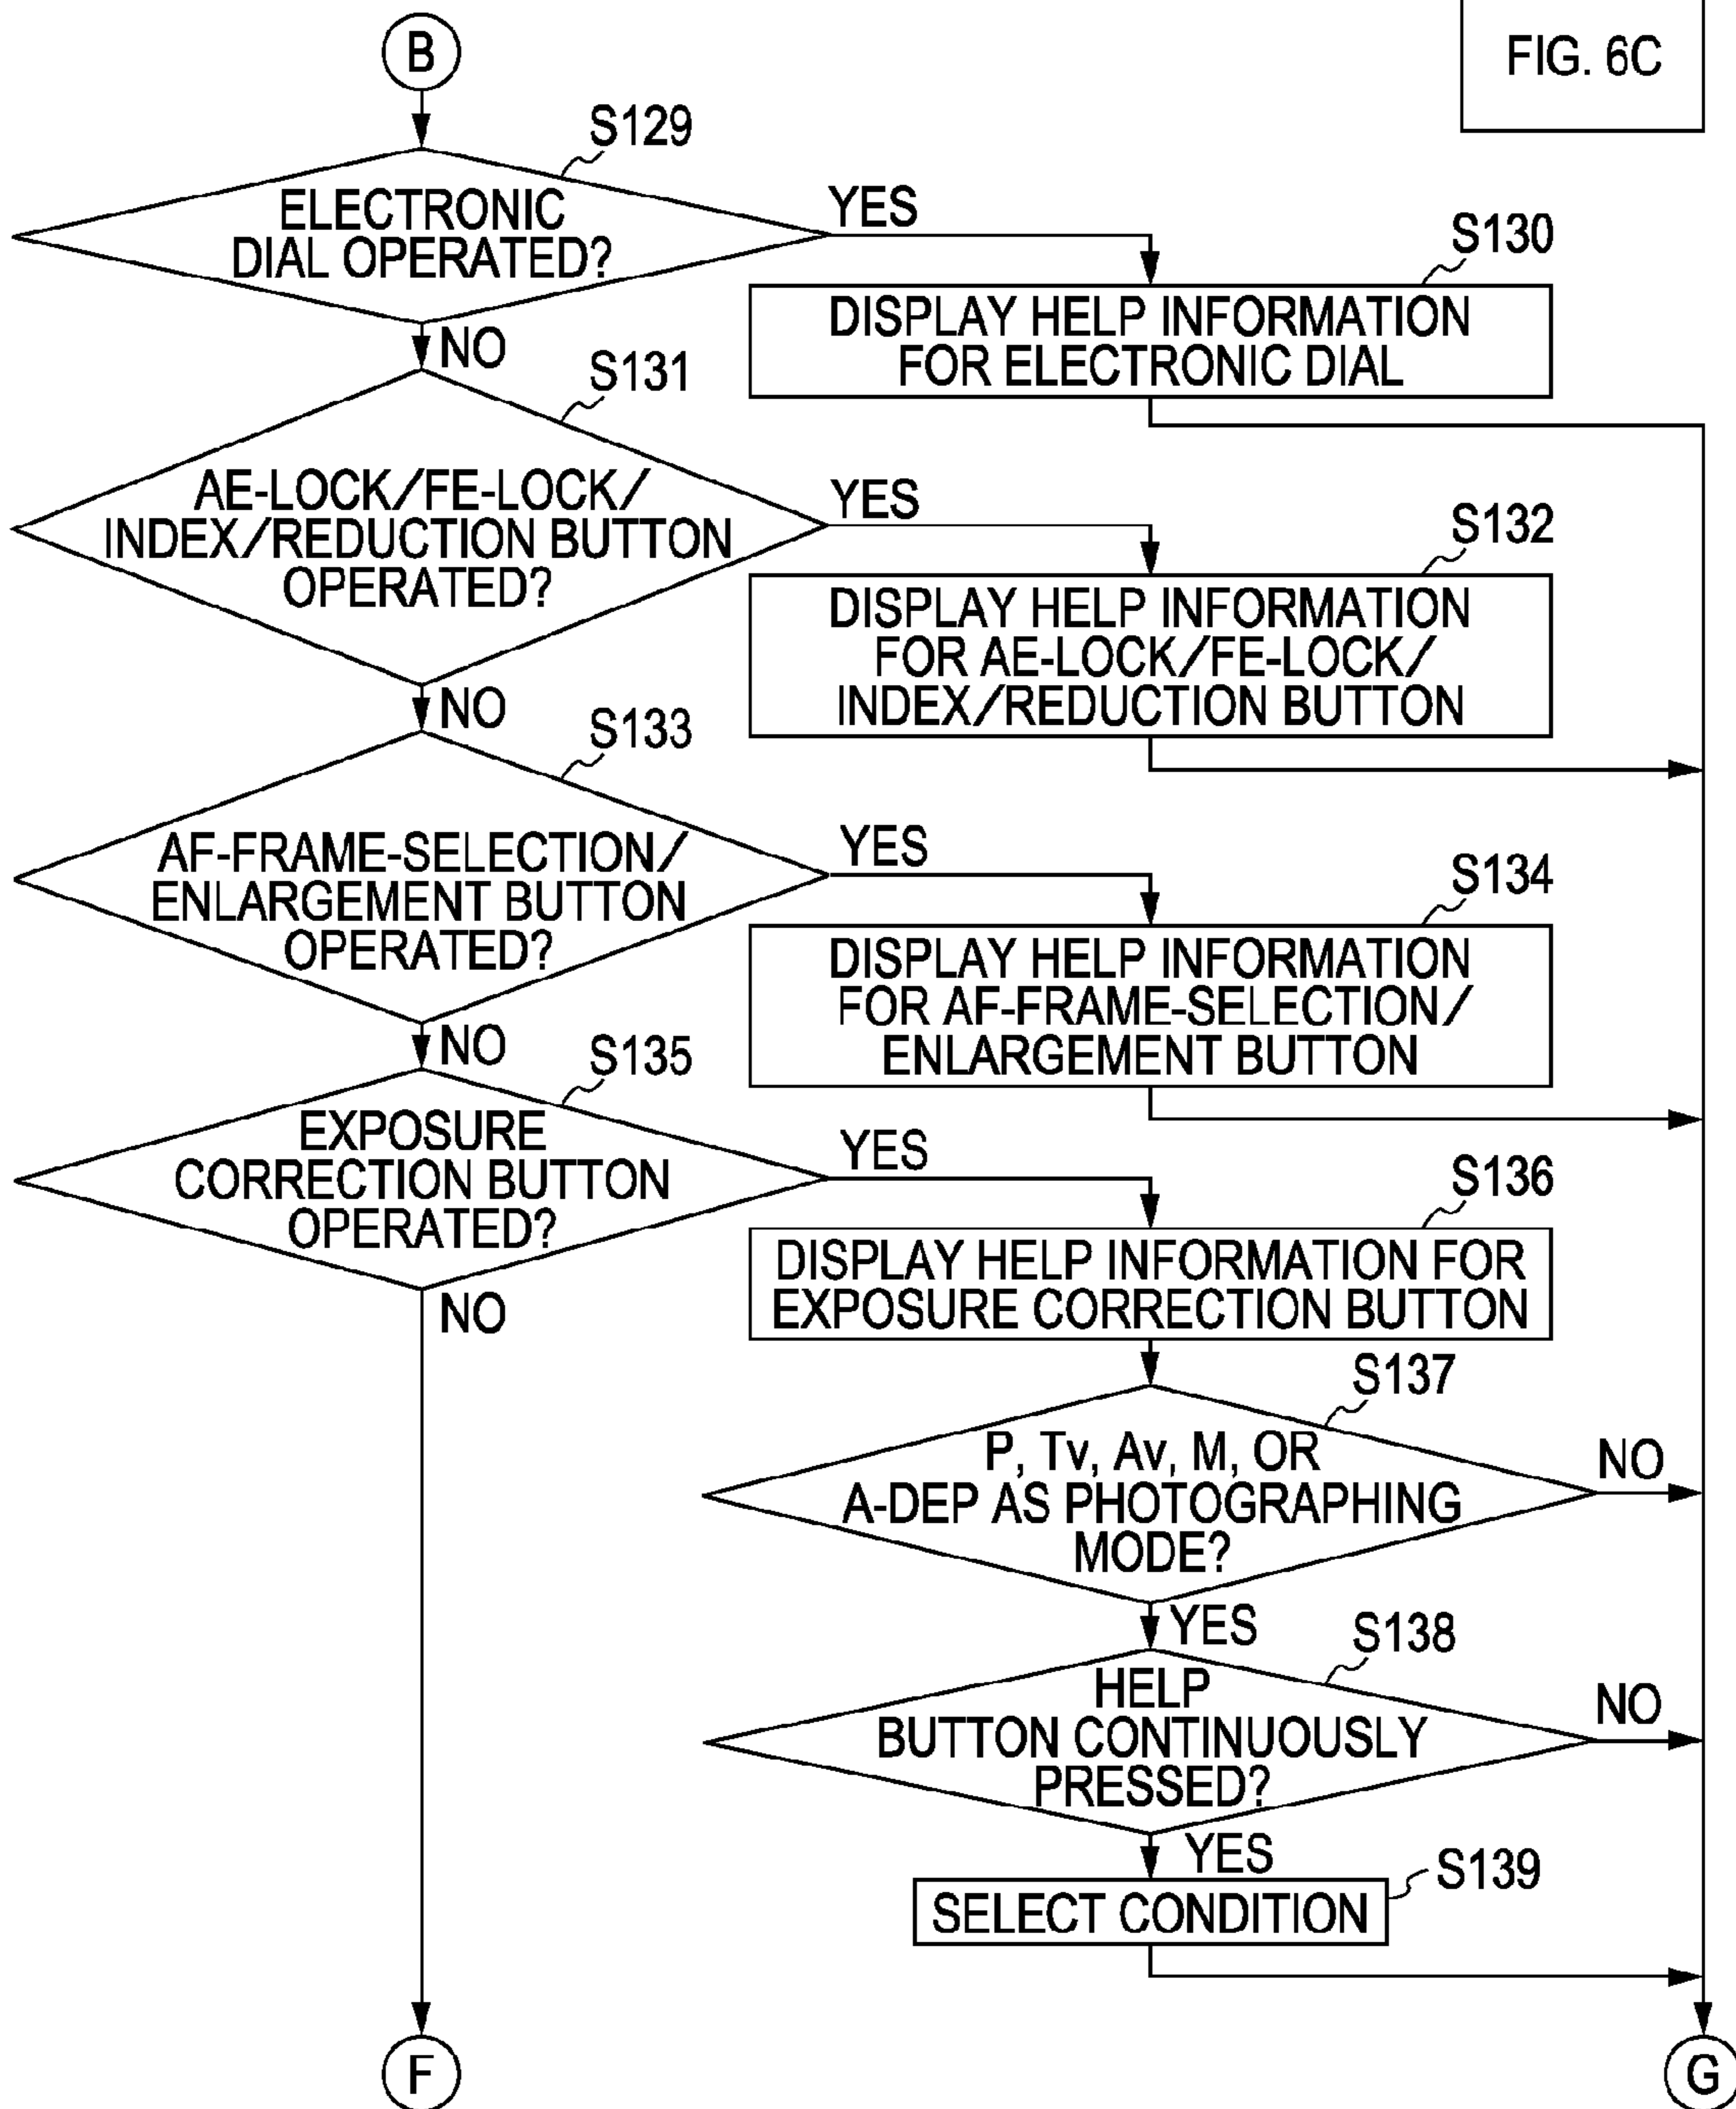 FIG. 6C
B
S129
ELECTRONIC
DIAL OPERATED?
YES
S130
DISPLAY HELP INFORMATION
FOR ELECTRONIC DIAL
NO
S131
AE-LOCK/FE-LOCK/
INDEX/REDUCTION BUTTON
OPERATED?
YES
S132
DISPLAY HELP INFORMATION
FOR AE-LOCK/FE-LOCK/
INDEX/REDUCTION BUTTON
NO
S133
AF-FRAME-SELECTION/
ENLARGEMENT BUTTON
OPERATED?
YES
S134
DISPLAY HELP INFORMATION
FOR AF-FRAME-SELECTION/
ENLARGEMENT BUTTON
NO
S135
EXPOSURE
CORRECTION BUTTON
OPERATED?
YES
S136
DISPLAY HELP INFORMATION FOR
EXPOSURE CORRECTION BUTTON
NO
S137
P, Tv, Av, M, OR
A-DEP AS PHOTOGRAPHING
MODE?
NO
YES
S138
HELP
BUTTON CONTINUOUSLY
PRESSED?
NO
YES
S139
SELECT CONDITION
F
G